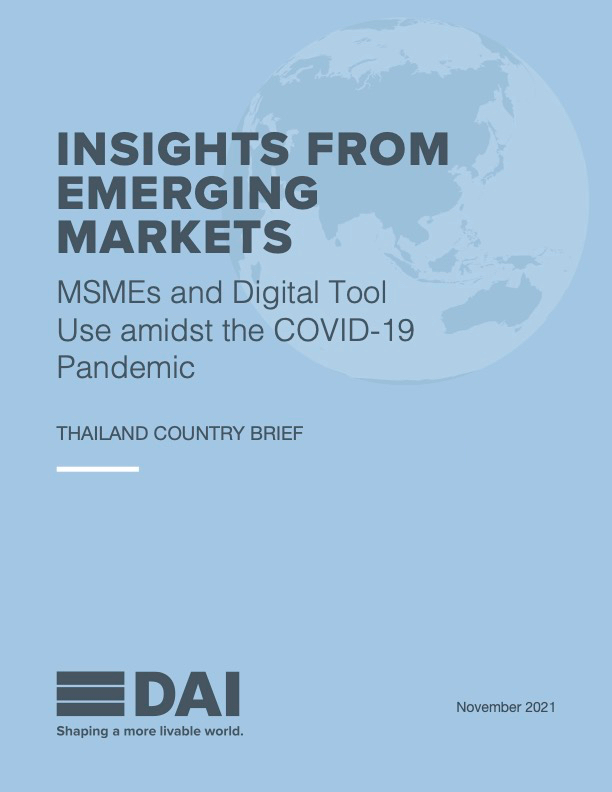 INSIGHTS FROM
EMERGING
MARKETS
MSMEs and Digital Tool
Use amidst the COVID-19
Pandemic
THAILAND COUNTRY BRIEF
DAI
Shaping a more livable world.
November 2021